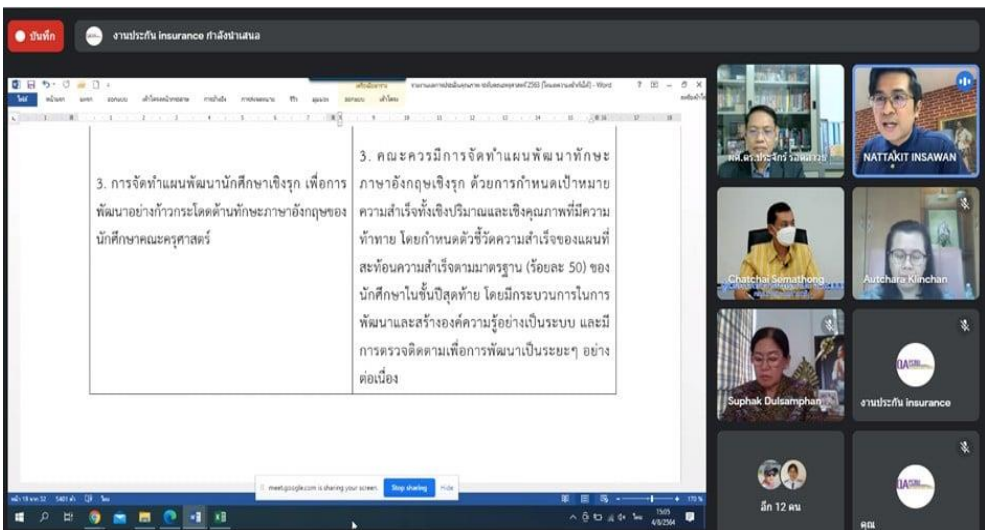 บันทึก
งานประกัน insurance กำลังนำเสนอ
3. การจัดทำแผนพัฒนานักศึกษาเชิงรุก เพื่อการ
พัฒนาอย่างก้าวกระโดดด้านทักษะภาษาอังกฤษของ
นักศึกษาคณะครุศาสตร์
3. คณะควรมีการจัดทำแผนพัฒนาทักษะ
ภาษาอังกฤษเชิงรุก ด้วยการกำหนดเป้าหมาย
ความสำเร็จทั้งเชิงปริมาณและเชิงคุณภาพที่มีความ
ท้าทาย โดยกำหนดตัวชี้วัดความสำเร็จของแผนที่
สะท้อนความสำเร็จตามมาตรฐาน (ร้อยละ 50) ของ
นักศึกษาในชั้นปีสุดท้าย โดยมีกระบวนการในการ
พัฒนาและสร้างองค์ความรู้อย่างเป็นระบบ และมี
การตรวจติดตามเพื่อการพัฒนาเป็นระยะๆ อย่าง
ต่อเนื่อง
meet.google.com is sharing your screen.
Stop sharing
Hide
170 %
15:05
4/8/2564
ผศ.ดร.ประจักร์
NATTAKIT INSAWAN
Chatchai Semathong
Autchara Klinchan
Suphak Dulsamphan
งานประกัน insurance
อีก 12 คน
คุณ